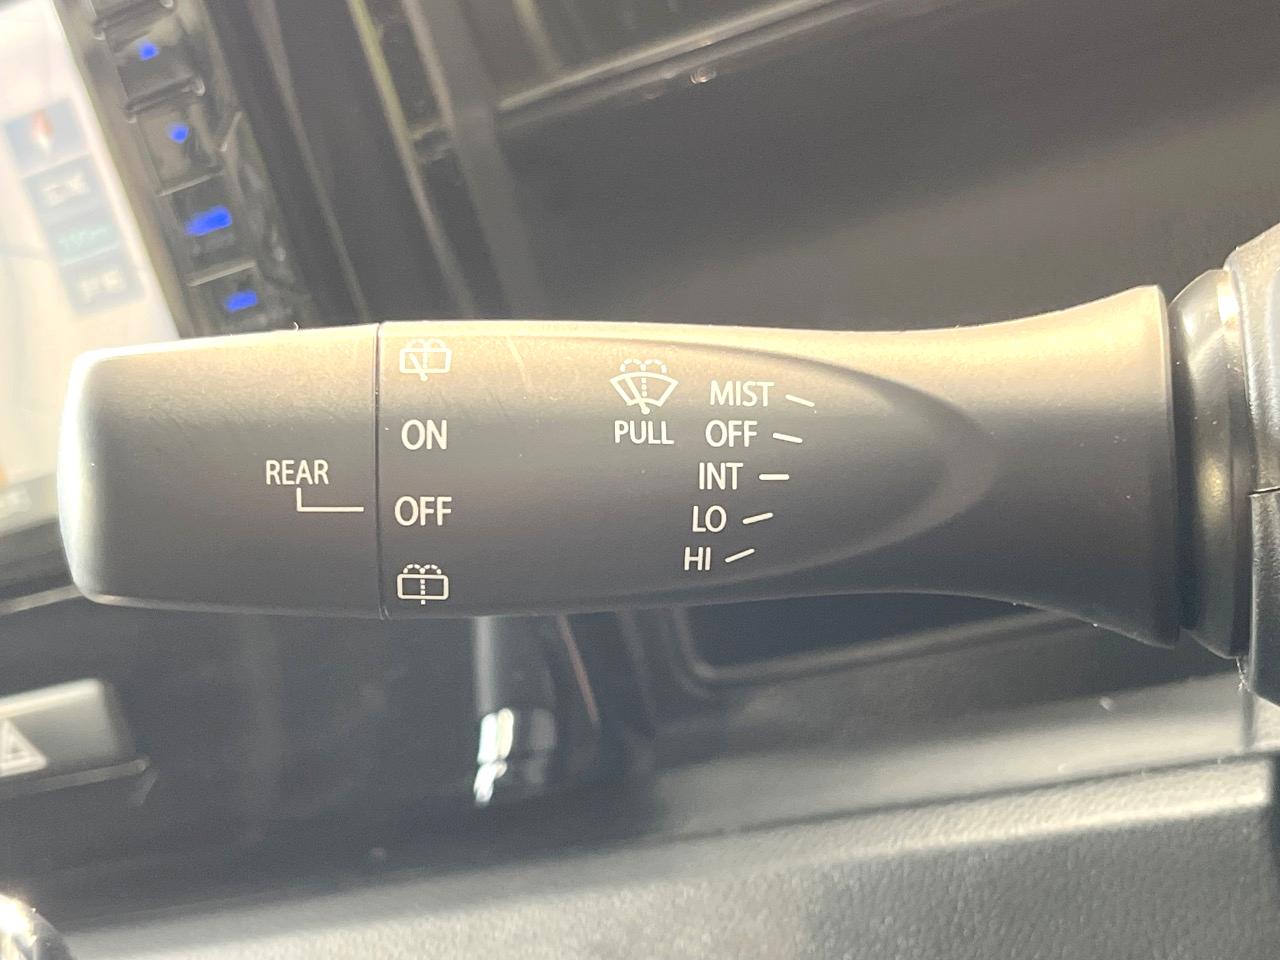 REAR
ON
OFF
PULL
MIST
OFF
INT
LO
HI